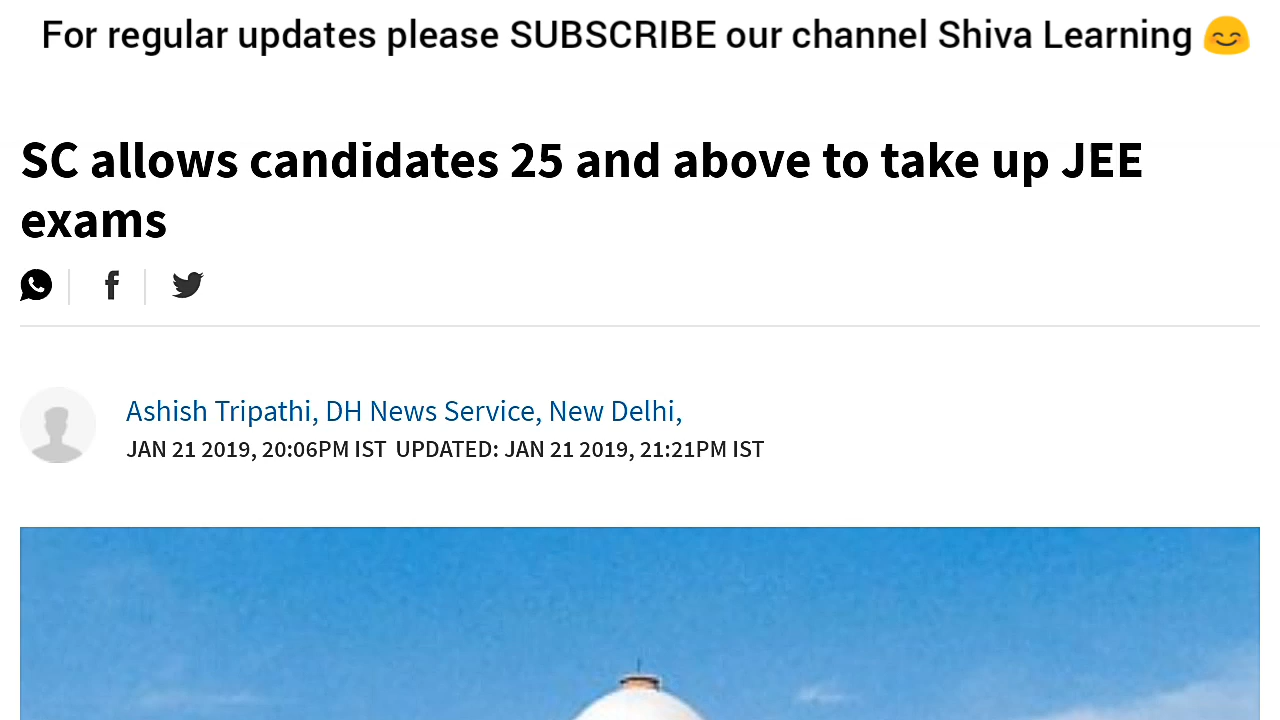 For regular updates please SUBSCRIBE our channel Shiva Learning 😊
SC allows candidates 25 and above to take up JEE
exams
Ashish Tripathi, DH News Service, New Delhi,
JAN 21 2019, 20:06PM IST UPDATED: JAN 21 2019, 21:21PM IST